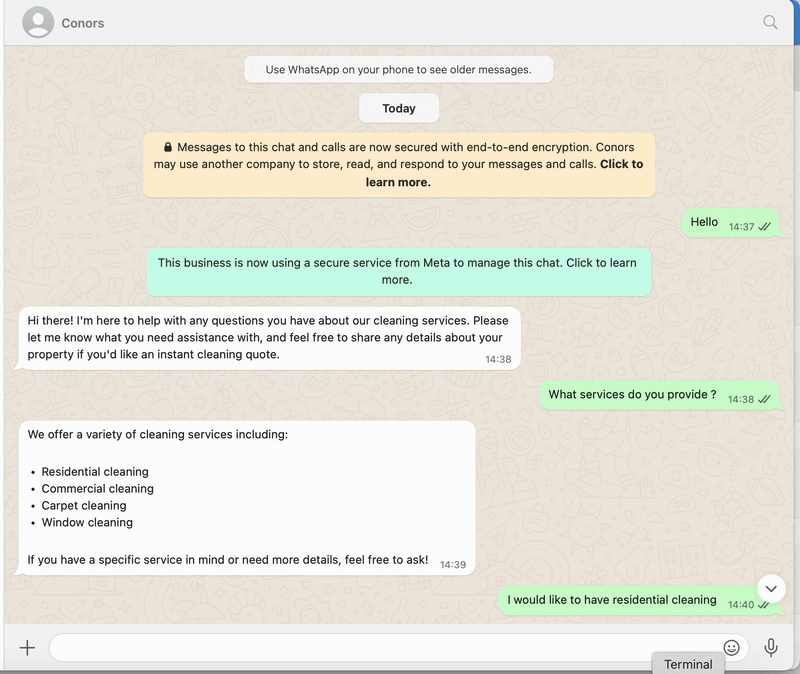 Conors
Use WhatsApp on your phone to see older messages.
Today
Messages to this chat and calls are now secured with end-to-end encryption. Conors
may use another company to store, read, and respond to your messages and calls. Click to
learn more.
Hello 14:37
This business is now using a secure service from Meta to manage this chat. Click to learn
more.
Hi there! I'm here to help with any questions you have about our cleaning services. Please
let me know what you need assistance with, and feel free to share any details about your
property if you'd like an instant cleaning quote.
14:38
What services do you provide ? 14:38
We offer a variety of cleaning services including:
• Residential cleaning
• Commercial cleaning
• Carpet cleaning
• Window cleaning
If you have a specific service in mind or need more details, feel free to ask! 14:39
I would like to have residential cleaning 14:40
Terminal